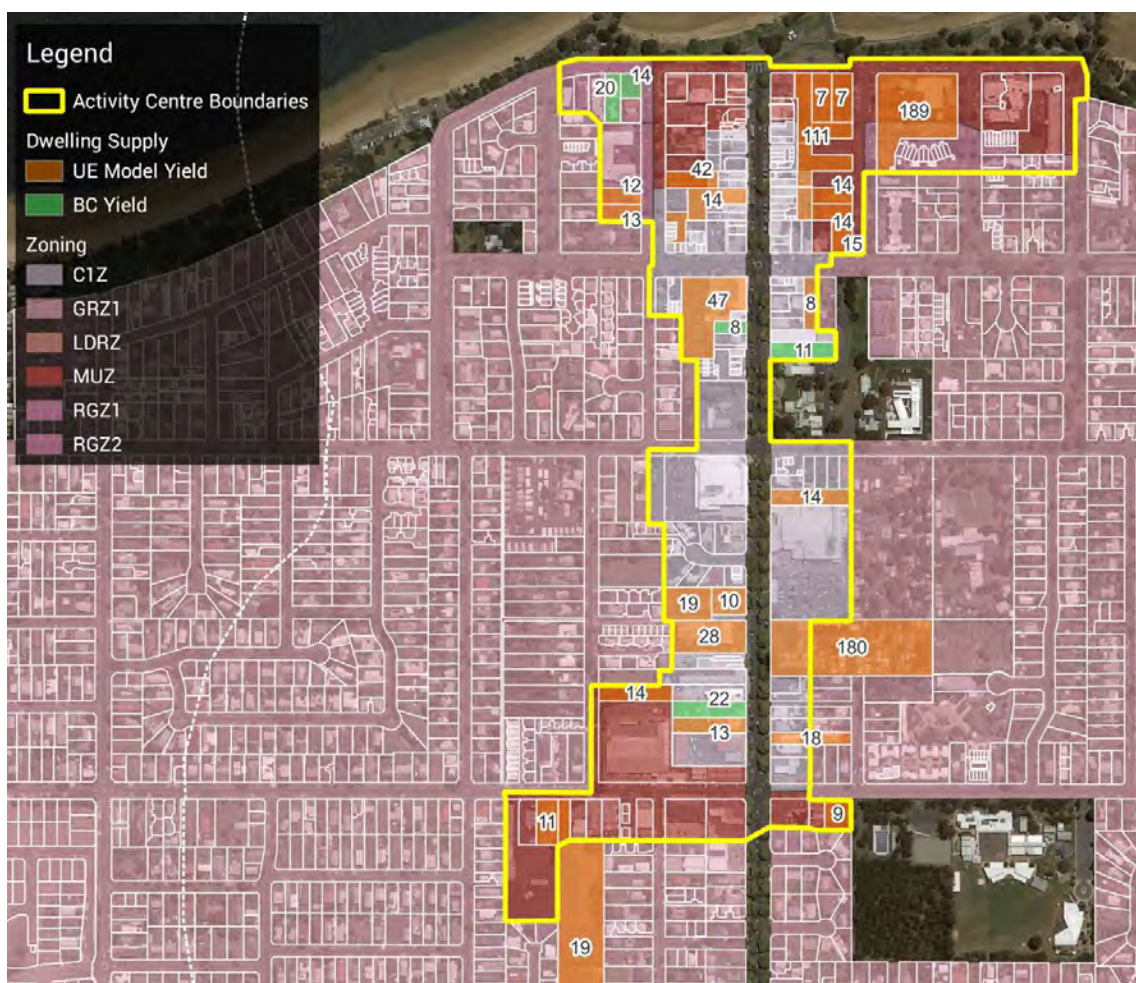 Legend
Activity Centre Boundaries
Dwelling Supply
UE Model Yield
BC Yield
Zoning
C1Z
GRZ1
LDRZ
MUZ
RGZ1
RGZ2
14
20
7 7
189
111
42
12
14
14
13
14
15
47
8
8
11
14
19 10
28
180
14
22
13
18
11
9
19